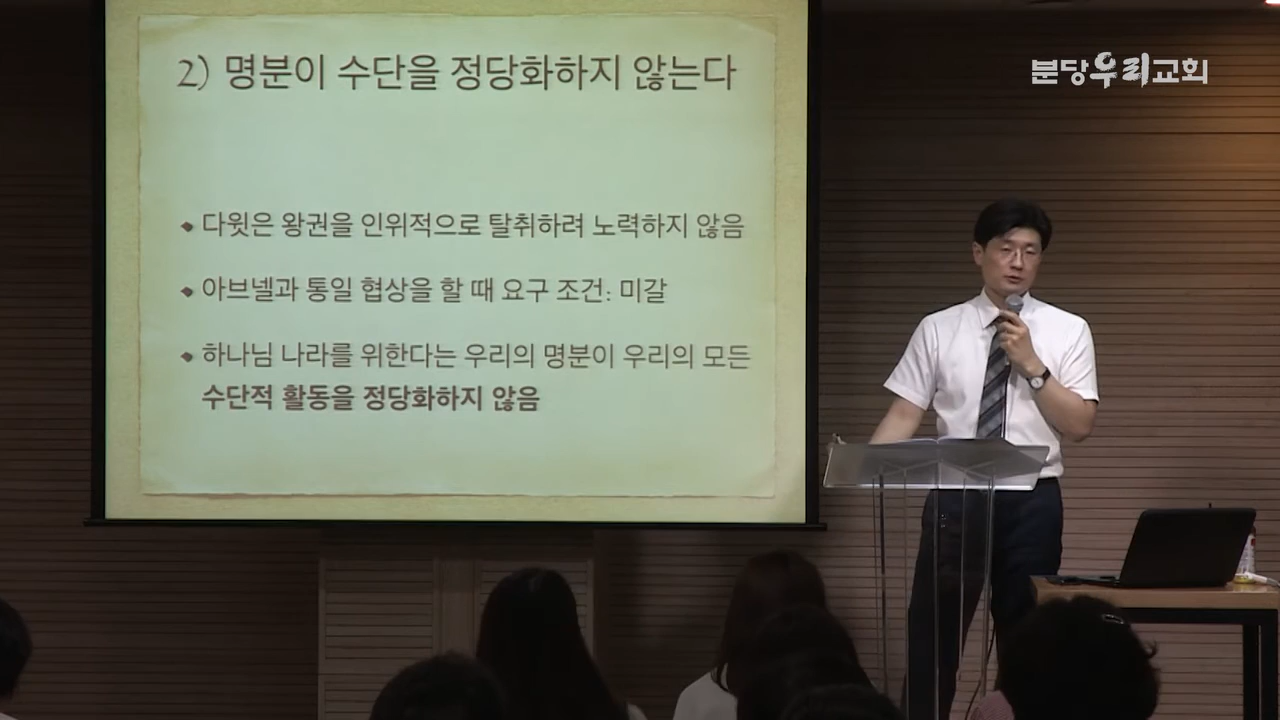 2) 명분이 수단을 정당화하지 않는다
분당우리교회
다윗은 왕권을 인위적으로 탈취하려 노력하지 않음
아브넬과 통일 협상을 할 때 요구 조건: 미갈
하나님 나라를 위한다는 우리의 명분이 우리의 모든
수단적 활동을 정당화하지 않음